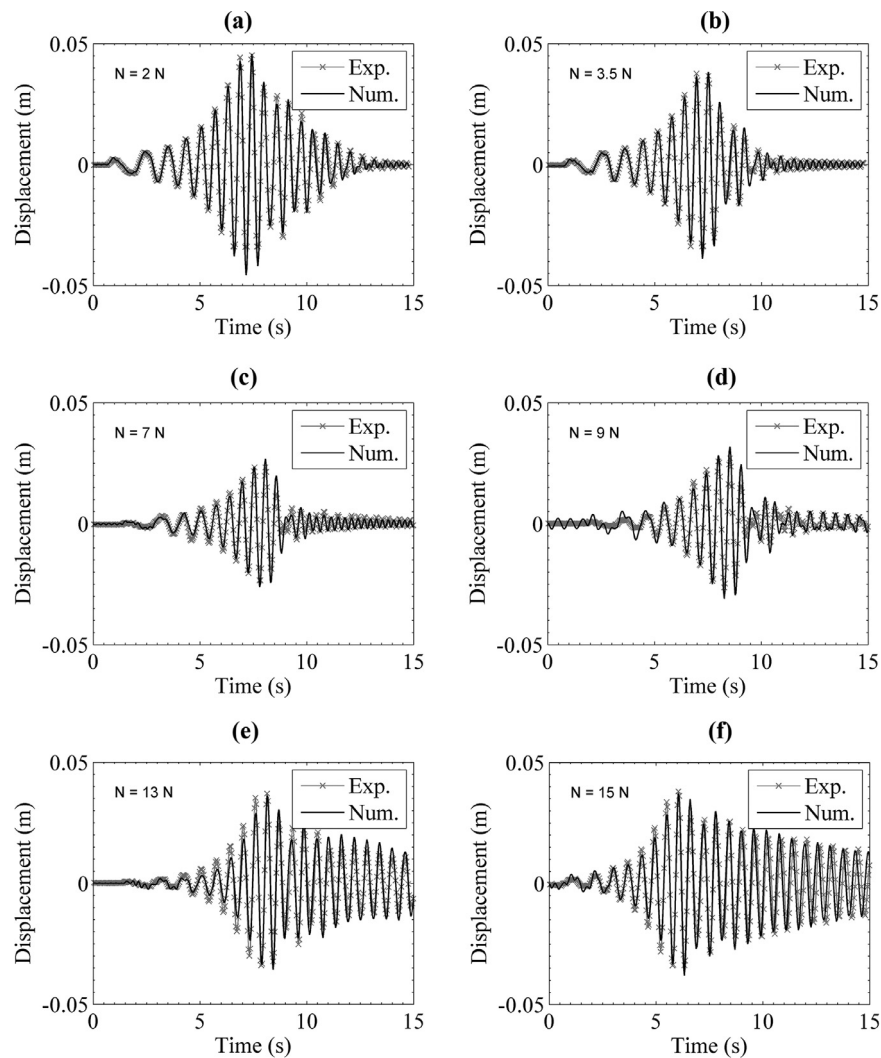 (a)
0.05
N = 2 N
Exp.
Num.
Displacement (m)
0
-0.05
0 5 10 15
Time (s)
(b)
0.05
N = 3.5 N
Exp.
Num.
Displacement (m)
0
-0.05
0 5 10 15
Time (s)
(c)
0.05
N = 7 N
Exp.
Num.
Displacement (m)
0
-0.05
0 5 10 15
Time (s)
(d)
0.05
N = 9 N
Exp.
Num.
Displacement (m)
0
-0.05
0 5 10 15
Time (s)
(e)
0.05
N = 13 N
Exp.
Num.
Displacement (m)
0
-0.05
0 5 10 15
Time (s)
(f)
0.05
N = 15 N
Exp.
Num.
Displacement (m)
0
-0.05
0 5 10 15
Time (s)